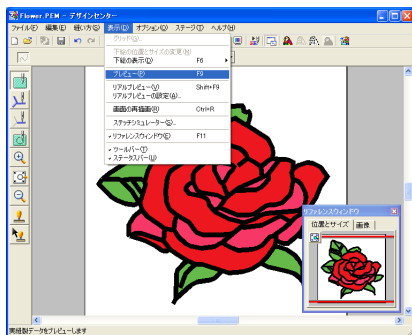 Flower.PEM - デザインセンター
ファイル(F) 編集(E) 縫い方(S) 表示(D) オプション(O) ステージ(T) ヘルプ(H)
グリッド(G)...
下絵の位置とサイズの変更(M)
下絵の表示(D) F6
プレビュー(P) F9
リアルプレビュー(V) Shift+F9
リアルプレビューの設定(A)...
画面の再描画(R) Ctrl+R
ステッチシミュレーター(S)...
リファレンスウィンドウ(E) F11
ツールバー(T)
ステータスバー(U)
リファレンスウィンドウ
位置とサイズ 画像
実縫製データをプレビューします